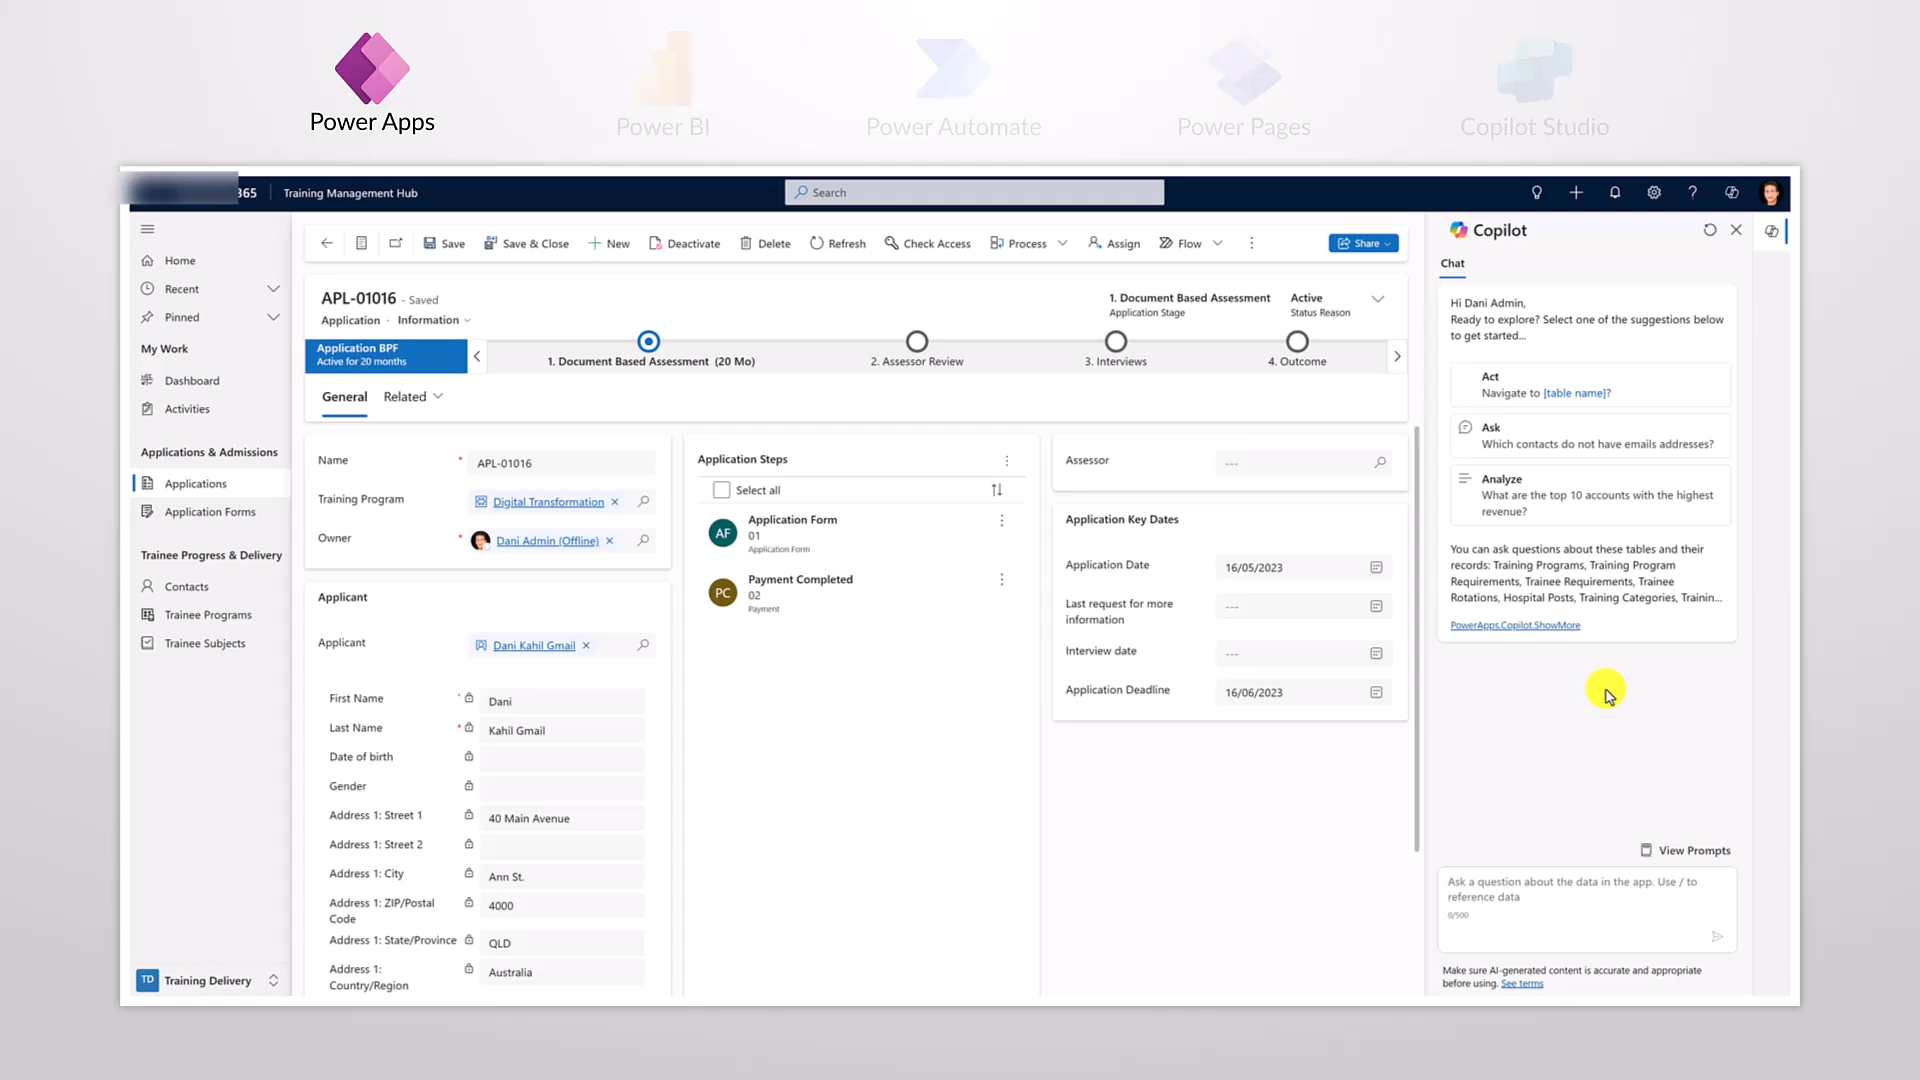 Power Apps
Power BI
Power Automate
Power Pages
Copilot Studio
365
Training Management Hub
Search
Home
Recent
Pinned
My Work
Dashboard
Activities
Applications & Admissions
Applications
Application Forms
Trainee Progress & Delivery
Contacts
Trainee Programs
Trainee Subjects
TD Training Delivery
Save
Save & Close
New
Deactivate
Delete
Refresh
Check Access
Process
Assign
Flow
Share
APL-01016 - Saved
Application · Information
1. Document Based Assessment
Application Stage
Active
Status Reason
Application BPF
Active for 20 months
1. Document Based Assessment (20 Mo)
2. Assessor Review
3. Interviews
4. Outcome
General
Related
Name * APL-01016
Training Program Digital Transformation
Owner * Dani Admin (Offline)
Applicant
Applicant Dani Kahil Gmail
First Name * Dani
Last Name * Kahil Gmail
Date of birth
Gender
Address 1: Street 1 40 Main Avenue
Address 1: Street 2
Address 1: City Ann St.
Address 1: ZIP/Postal
Code
4000
Address 1: State/Province QLD
Address 1:
Country/Region
Australia
Application Steps
Select all
AF
Application Form
01
Application Form
PC
Payment Completed
02
Payment
Assessor ---
Application Key Dates
Application Date 16/05/2023
Last request for more
information
---
Interview date ---
Application Deadline 16/06/2023
Copilot
Chat
Hi Dani Admin,
Ready to explore? Select one of the suggestions below
to get started...
Act
Navigate to [table name]?
Ask
Which contacts do not have emails addresses?
Analyze
What are the top 10 accounts with the highest
revenue?
You can ask questions about these tables and their
records: Training Programs, Training Program
Requirements, Trainee Requirements, Trainee
Rotations, Hospital Posts, Training Categories, Trainin...
PowerApps.Copilot.ShowMore
View Prompts
Ask a question about the data in the app. Use / to
reference data
0/500
Make sure AI-generated content is accurate and appropriate
before using. See terms